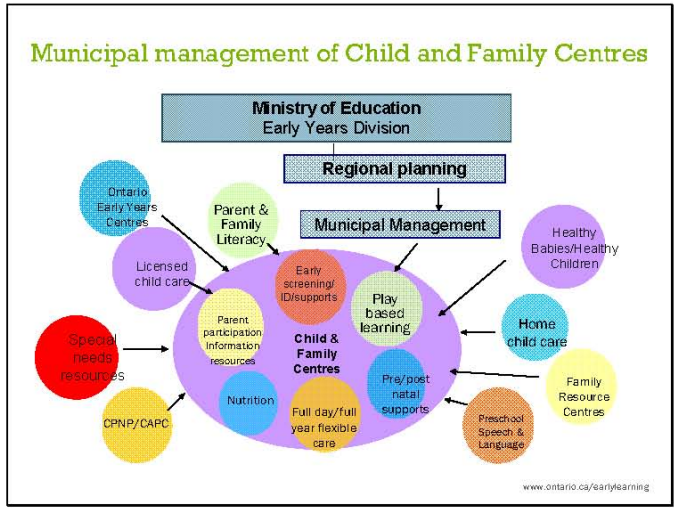 Municipal management of Child and Family Centres
Ministry of Education
Early Years Division
Regional planning
Municipal Management
Ontario
Early Years
Centres
Parent &
Family
Literacy
Healthy
Babies/Healthy
Children
Licensed
child care
Early
screening/
ID/supports
Play
based
learning
Parent
participation
Information
resources
Child &
Family
Centres
Home
child care
Special
needs
resources
Nutrition
Full day/full
year flexible
care
Pre/post
natal
supports
Family
Resource
Centres
CPNP/CAPC
Preschool
Speech &
Language
www.ontario.ca/earlylearning